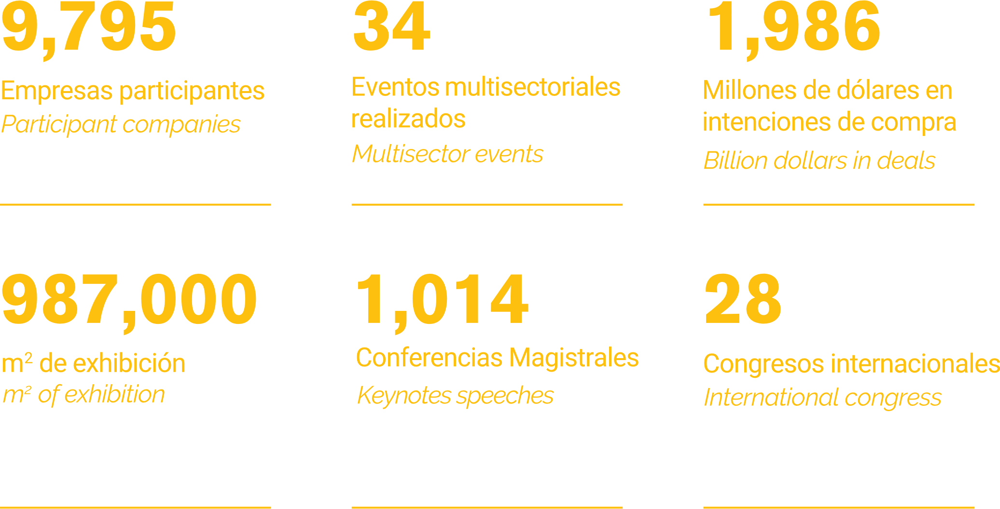 9,795
Empresas participantes
Participant companies
34
Eventos multisectoriales
realizados
Multisector events
1,986
Millones de dólares en
intenciones de compra
Billion dollars in deals
987,000
m² de exhibición
m² of exhibition
1,014
Conferencias Magistrales
Keynotes speeches
28
Congresos internacionales
International congress